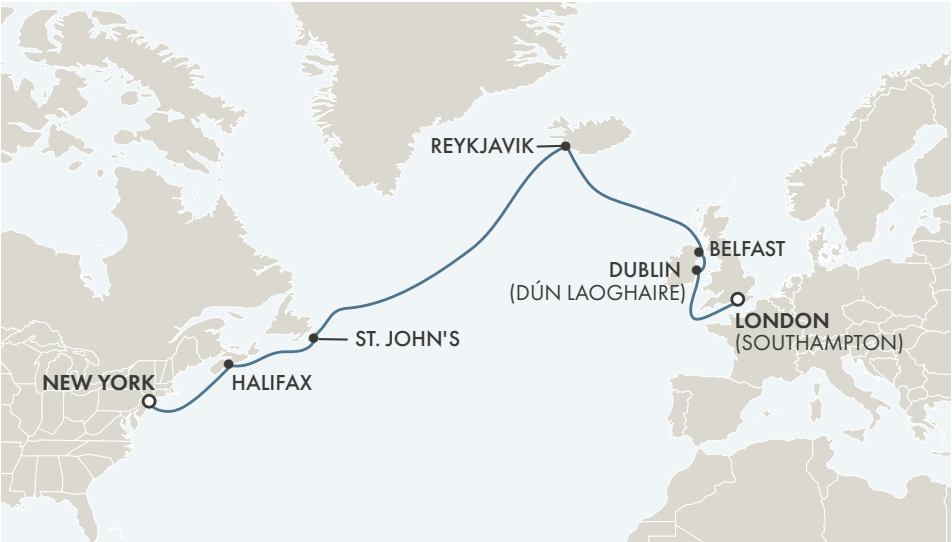 REYKJAVIK
BELFAST
DUBLIN
(DÚN LAOGHAIRE)
LONDON
(SOUTHAMPTON)
ST. JOHN'S
NEW YORK
HALIFAX